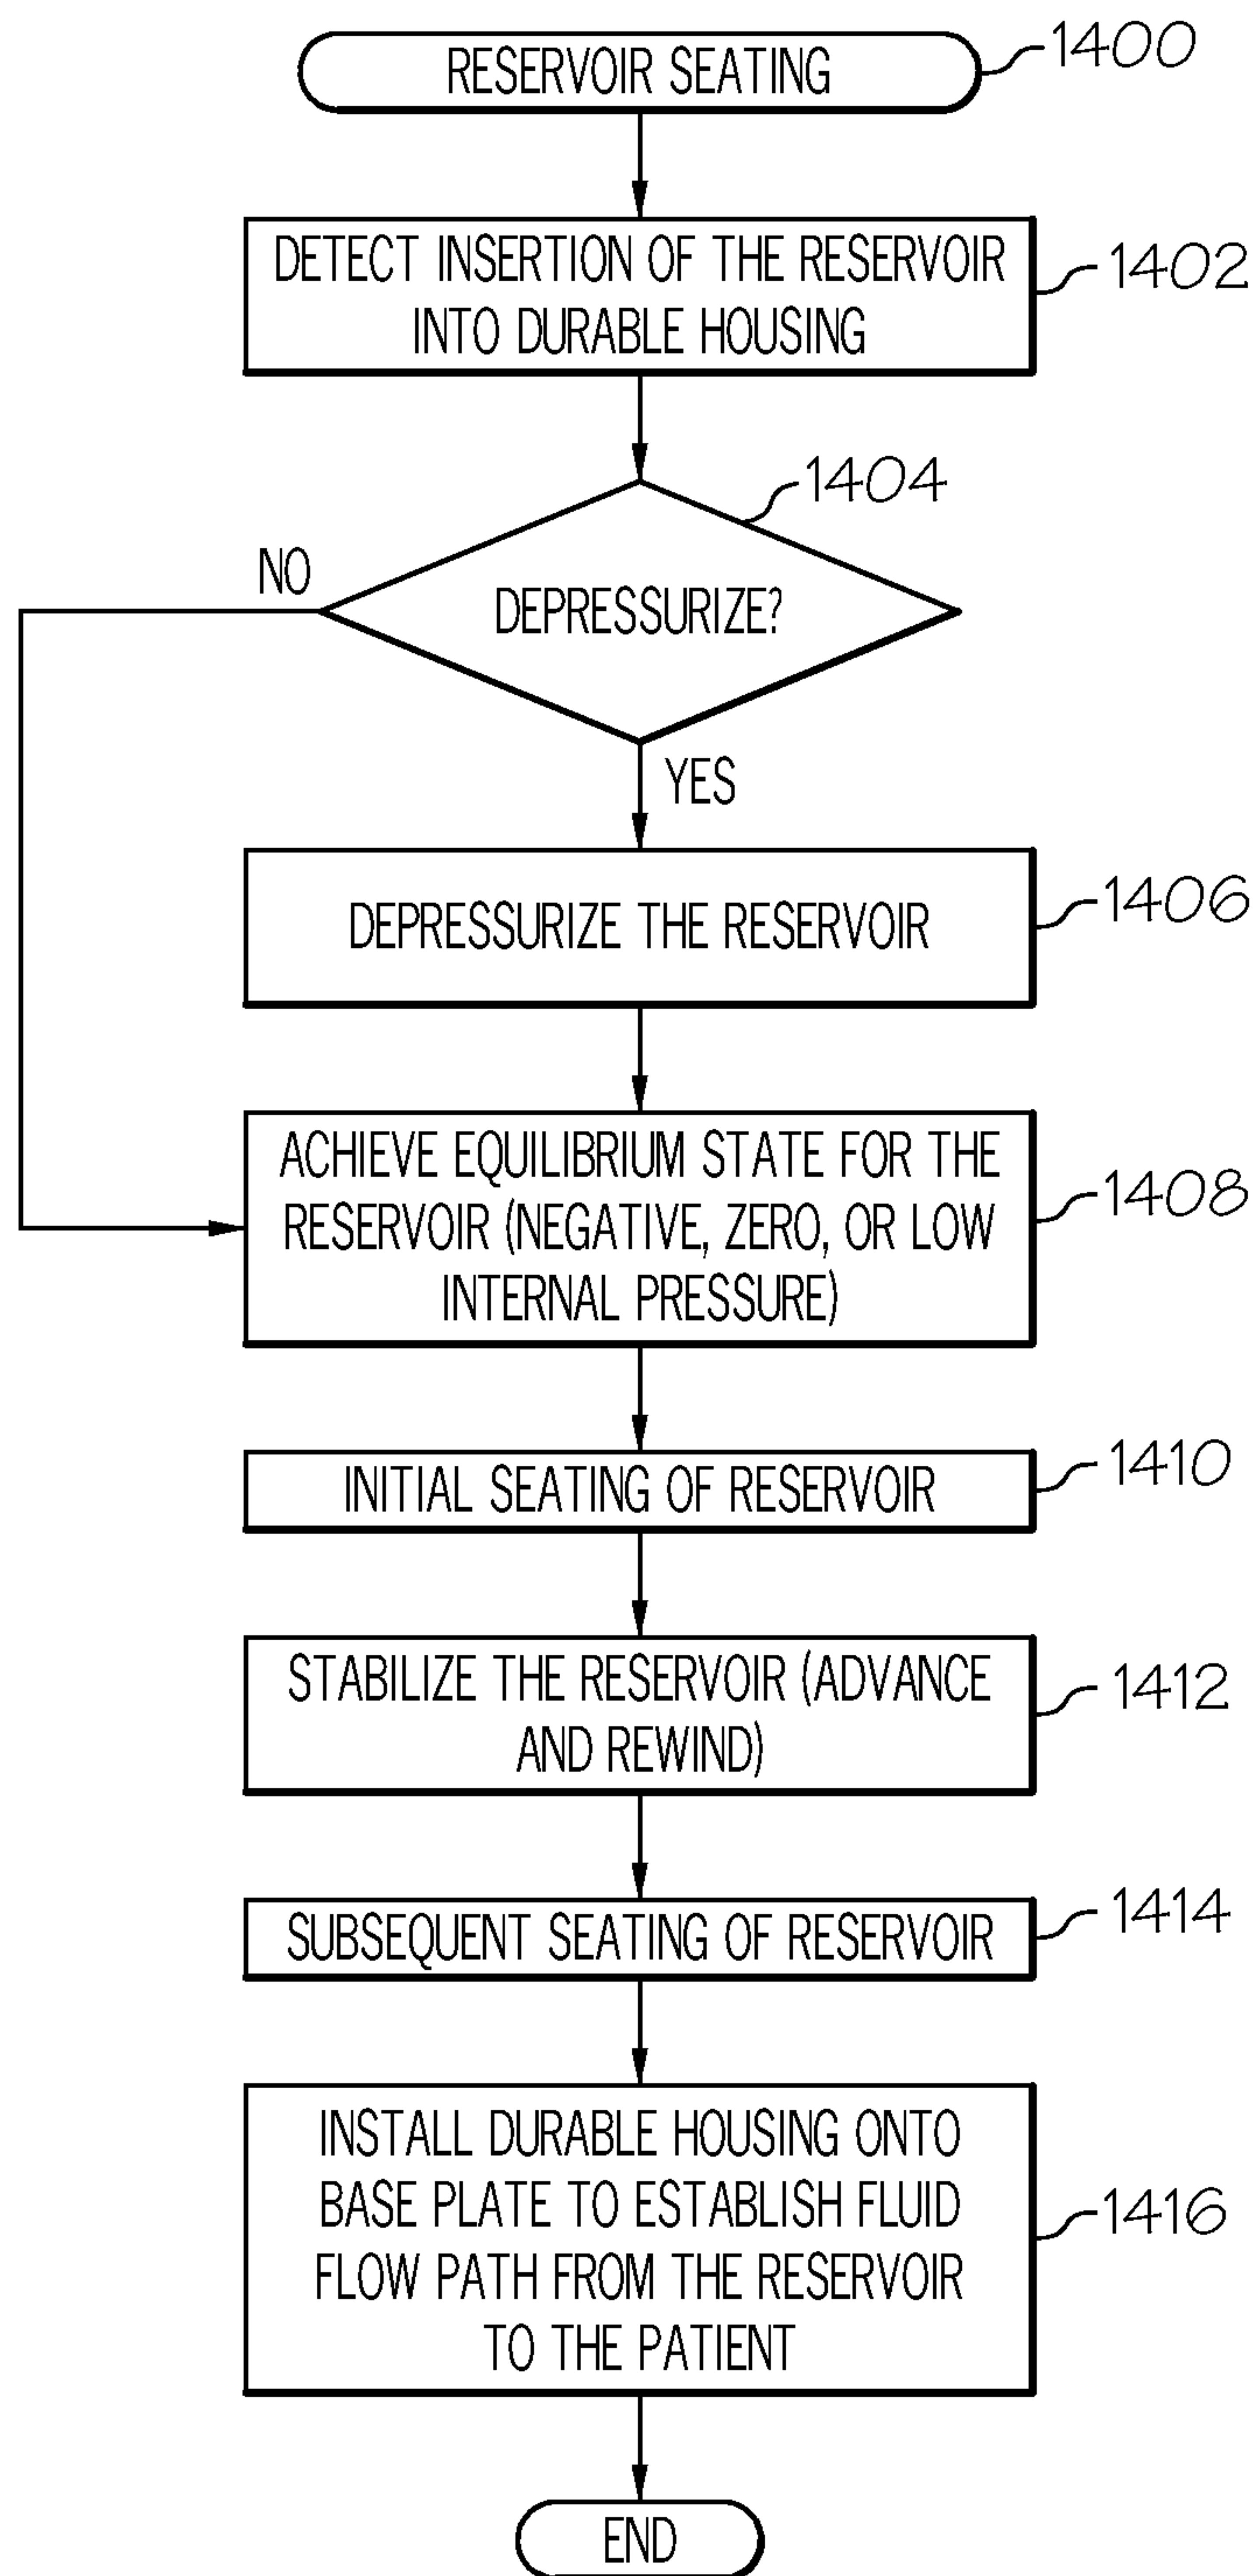 RESERVOIR SEATING
1400
DETECT INSERTION OF THE RESERVOIR
INTO DURABLE HOUSING
1402
1404
NO
DEPRESSURIZE?
YES
DEPRESSURIZE THE RESERVOIR
1406
ACHIEVE EQUILIBRIUM STATE FOR THE
RESERVOIR (NEGATIVE, ZERO, OR LOW
INTERNAL PRESSURE)
1408
INITIAL SEATING OF RESERVOIR
1410
STABILIZE THE RESERVOIR (ADVANCE
AND REWIND)
1412
SUBSEQUENT SEATING OF RESERVOIR
1414
INSTALL DURABLE HOUSING ONTO
BASE PLATE TO ESTABLISH FLUID
FLOW PATH FROM THE RESERVOIR
TO THE PATIENT
1416
END